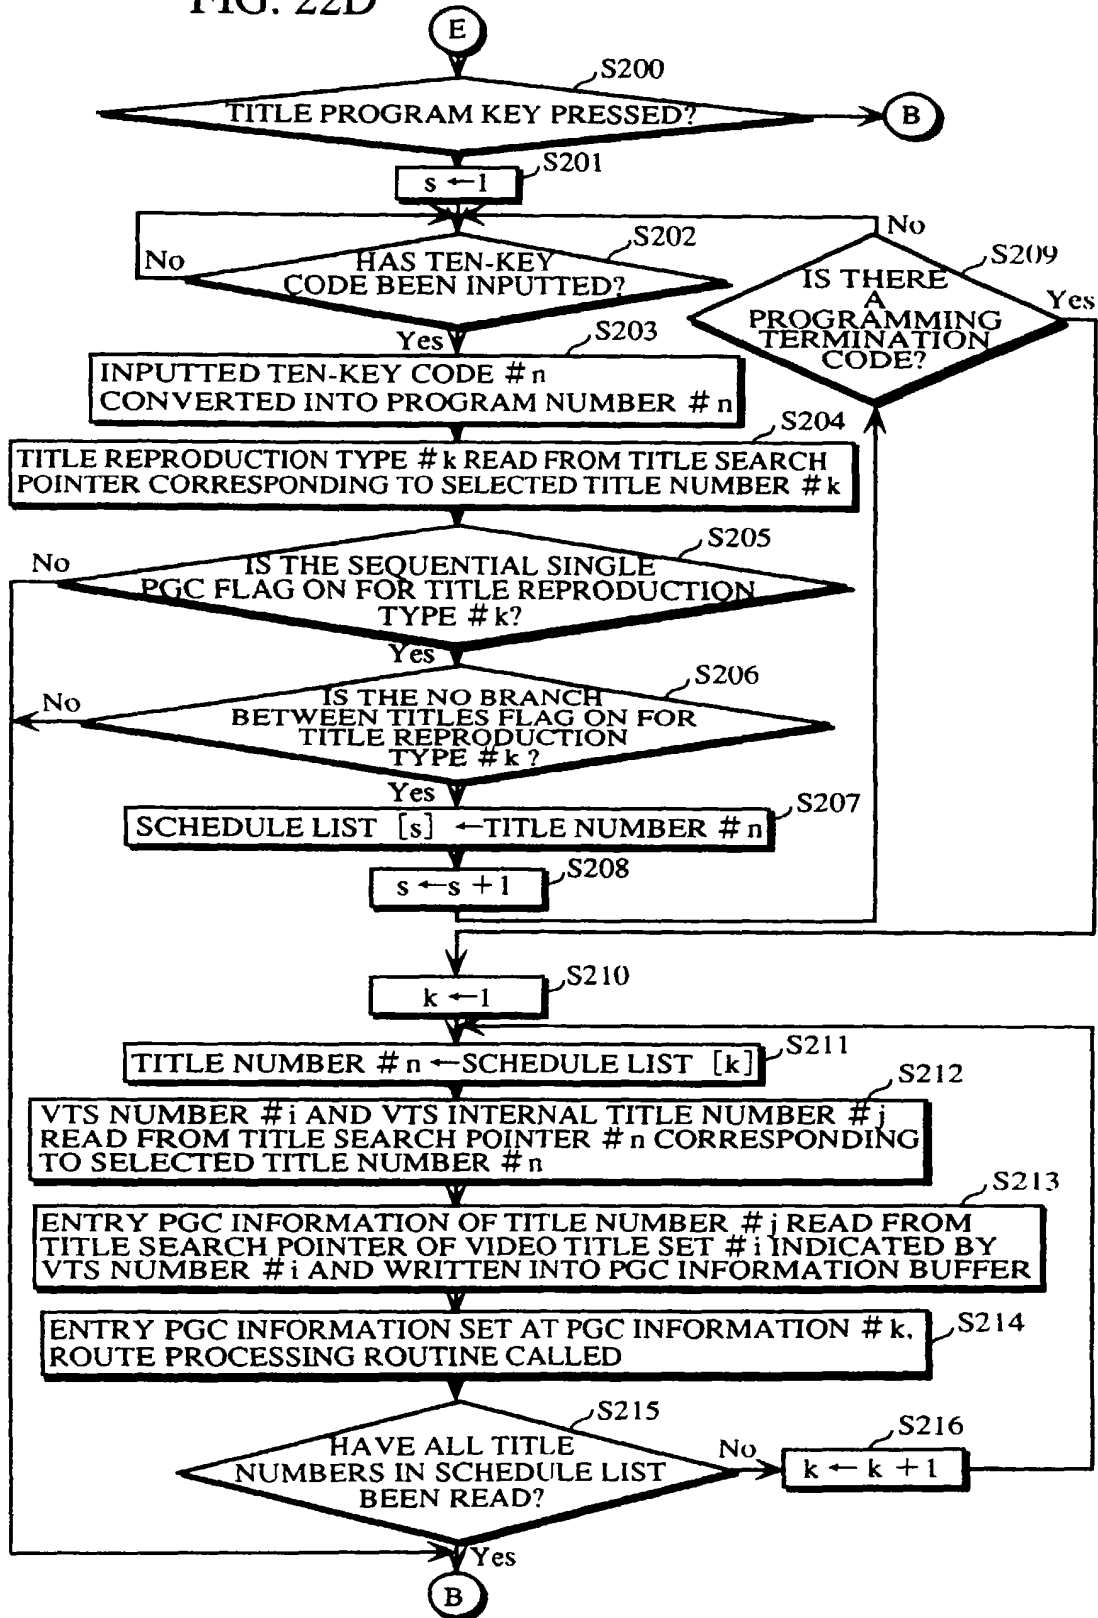 FIG. 22D
E
S200
TITLE PROGRAM KEY PRESSED?
B
S201
s ←1
No
S202
HAS TEN-KEY
CODE BEEN INPUTTED?
No
S209
IS THERE
A
PROGRAMMING
TERMINATION
CODE?
Yes
Yes
S203
INPUTTED TEN-KEY CODE #n
CONVERTED INTO PROGRAM NUMBER #n
S204
TITLE REPRODUCTION TYPE #k READ FROM TITLE SEARCH
POINTER CORRESPONDING TO SELECTED TITLE NUMBER #k
S205
No
IS THE SEQUENTIAL SINGLE
PGC FLAG ON FOR TITLE REPRODUCTION
TYPE #k?
Yes
S206
No
IS THE NO BRANCH
BETWEEN TITLES FLAG ON FOR
TITLE REPRODUCTION
TYPE #k ?
Yes
S207
SCHEDULE LIST [s] ←TITLE NUMBER #n
S208
s ←s +1
S210
k ←1
S211
TITLE NUMBER #n ←SCHEDULE LIST [k]
S212
VTS NUMBER #i AND VTS INTERNAL TITLE NUMBER #j
READ FROM TITLE SEARCH POINTER #n CORRESPONDING
TO SELECTED TITLE NUMBER #n
S213
ENTRY PGC INFORMATION OF TITLE NUMBER #j READ FROM
TITLE SEARCH POINTER OF VIDEO TITLE SET #i INDICATED BY
VTS NUMBER #i AND WRITTEN INTO PGC INFORMATION BUFFER
S214
ENTRY PGC INFORMATION SET AT PGC INFORMATION #k,
ROUTE PROCESSING ROUTINE CALLED
S215
HAVE ALL TITLE
NUMBERS IN SCHEDULE LIST
BEEN READ?
No
S216
k ← k +1
Yes
B